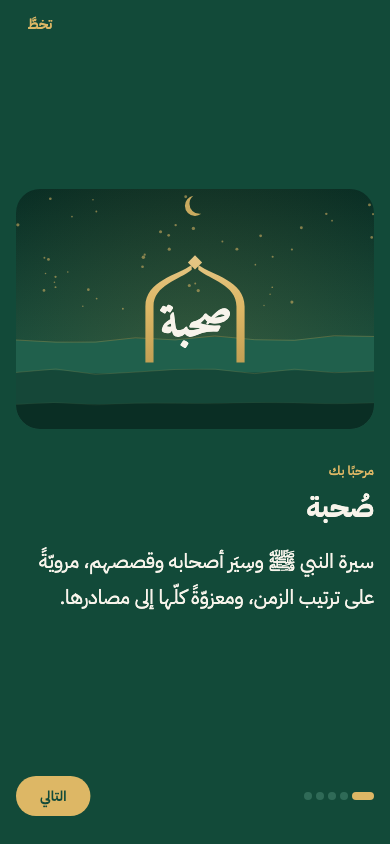 تخطَّ
صحبة
مرحبًا بك
صُحبة
سيرة النبي ﷺ وسِيَر أصحابه وقصصهم، مرويّةً
على ترتيب الزمن، ومعزوّةً كلّها إلى مصادرها.
التالي